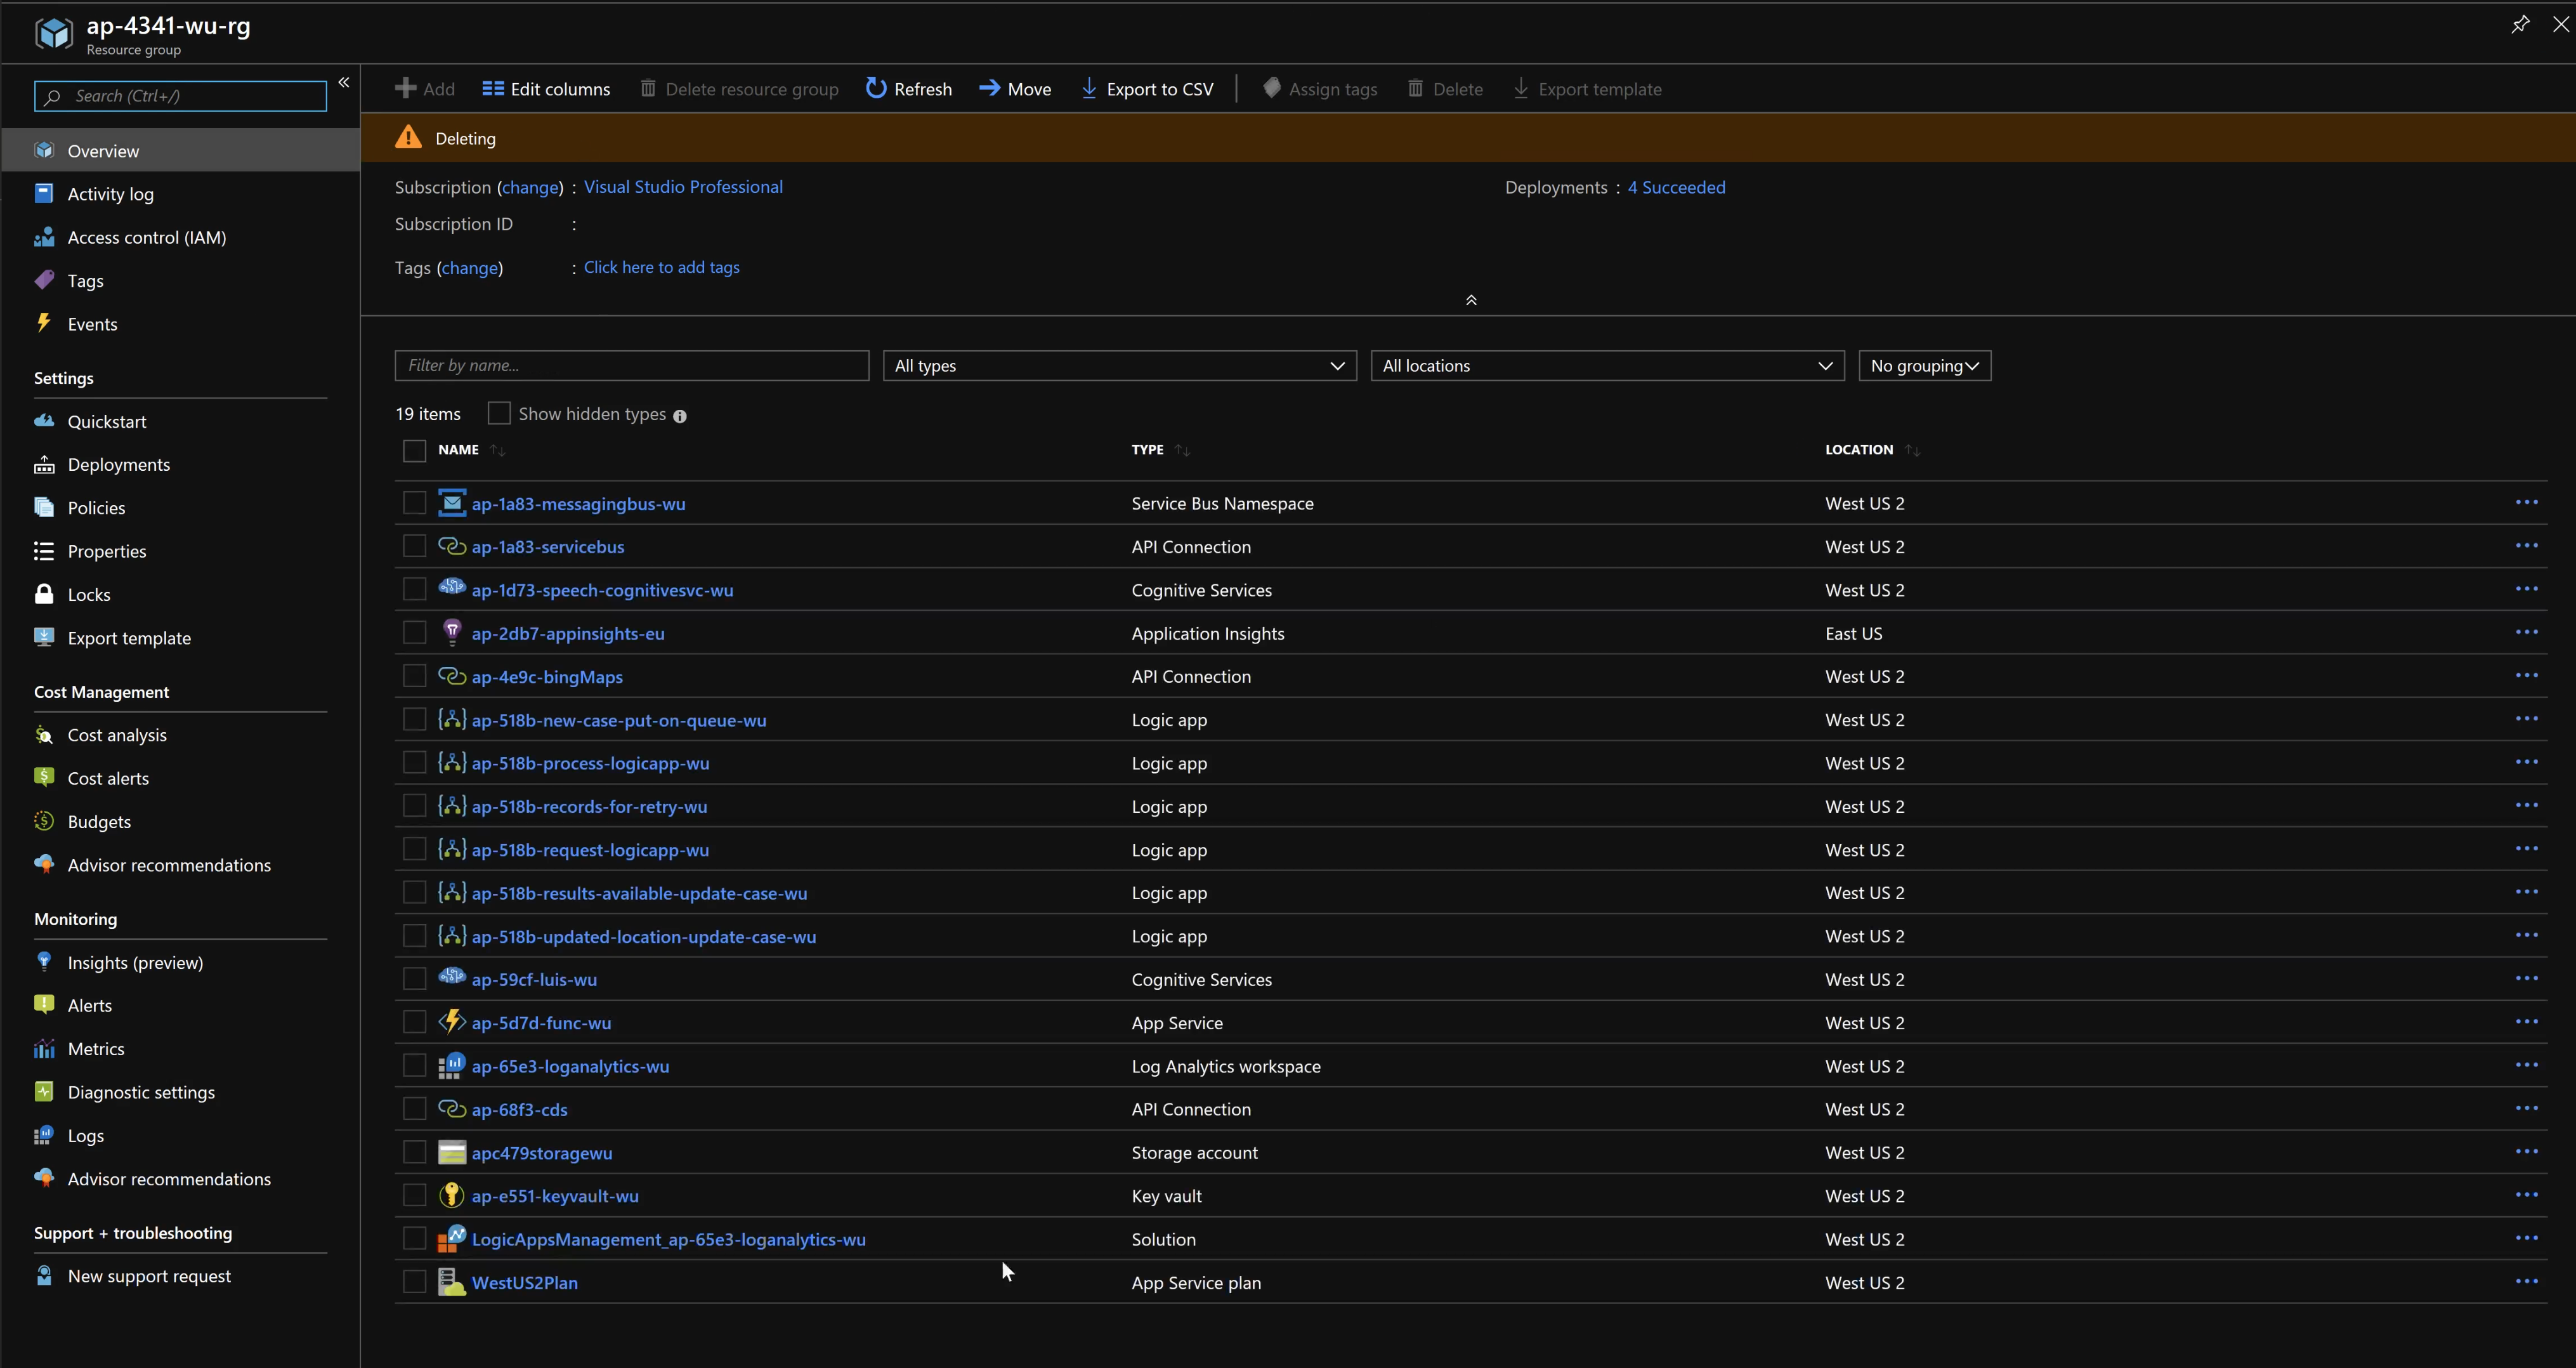 ap-4341-wu-rg
Resource group
Search (Ctrl+/)
Overview
Activity log
Access control (IAM)
Tags
Events
Settings
Quickstart
Deployments
Policies
Properties
Locks
Export template
Cost Management
Cost analysis
Cost alerts
Budgets
Advisor recommendations
Monitoring
Insights (preview)
Alerts
Metrics
Diagnostic settings
Logs
Advisor recommendations
Support + troubleshooting
New support request
Add Edit columns Delete resource group Refresh Move Export to CSV Assign tags Delete Export template
Deleting
Subscription (change) : Visual Studio Professional Deployments : 4 Succeeded
Subscription ID :
Tags (change) : Click here to add tags
Filter by name... All types All locations No grouping
19 items Show hidden types
NAME TYPE LOCATION
ap-1a83-messagingbus-wu Service Bus Namespace West US 2
ap-1a83-servicebus API Connection West US 2
ap-1d73-speech-cognitivesvc-wu Cognitive Services West US 2
ap-2db7-appinsights-eu Application Insights East US
ap-4e9c-bingMaps API Connection West US 2
ap-518b-new-case-put-on-queue-wu Logic app West US 2
ap-518b-process-logicapp-wu Logic app West US 2
ap-518b-records-for-retry-wu Logic app West US 2
ap-518b-request-logicapp-wu Logic app West US 2
ap-518b-results-available-update-case-wu Logic app West US 2
ap-518b-updated-location-update-case-wu Logic app West US 2
ap-59cf-luis-wu Cognitive Services West US 2
ap-5d7d-func-wu App Service West US 2
ap-65e3-loganalytics-wu Log Analytics workspace West US 2
ap-68f3-cds API Connection West US 2
apc479storagewu Storage account West US 2
ap-e551-keyvault-wu Key vault West US 2
LogicAppsManagement_ap-65e3-loganalytics-wu Solution West US 2
WestUS2Plan App Service plan West US 2